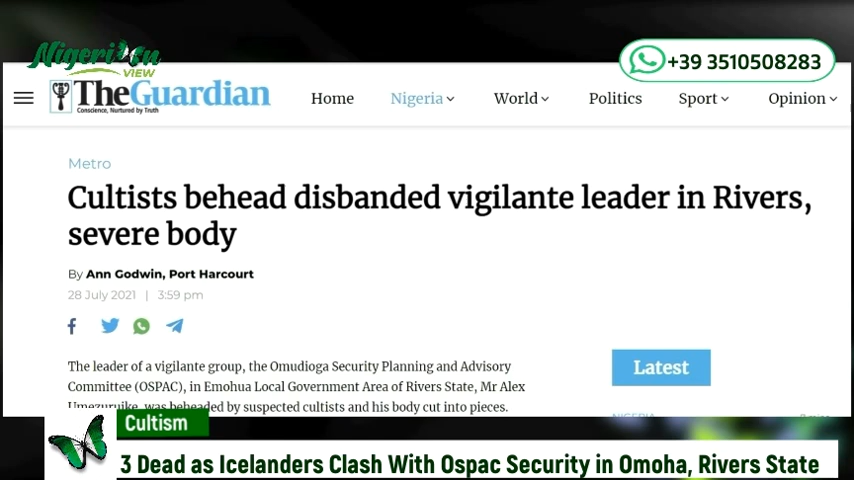 Nigerian
VIEW
+39 3510508283
The Guardian
Conscience, Nurtured by Truth
Home
Nigeria
World
Politics
Sport
Opinion
Metro
Cultists behead disbanded vigilante leader in Rivers,
severe body
By Ann Godwin, Port Harcourt
28 July 2021 | 3:59 pm
The leader of a vigilante group, the Omudioga Security Planning and Advisory
Committee (OSPAC), in Emohua Local Government Area of Rivers State, Mr Alex
Umezuruike, was beheaded by suspected cultists and his body cut into pieces.
Latest
Cultism
3 Dead as Icelanders Clash With Ospac Security in Omoha, Rivers State